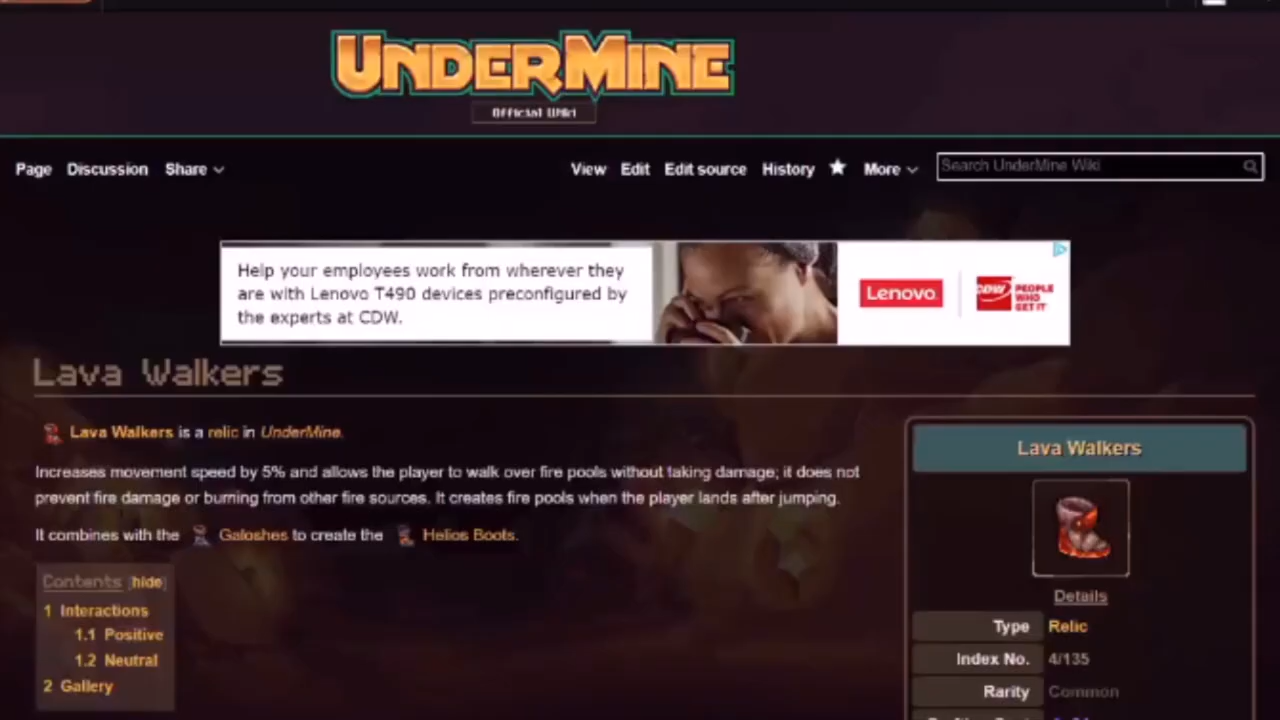 UNDERMINE
Official Wiki
Page Discussion Share View Edit Edit source History More Search UnderMine Wiki
Help your employees work from wherever they
are with Lenovo T490 devices preconfigured by
the experts at CDW.
Lenovo
CDW PEOPLE
WHO
GET IT
Lava Walkers
Lava Walkers is a relic in UnderMine.
Increases movement speed by 5% and allows the player to walk over fire pools without taking damage; it does not
prevent fire damage or burning from other fire sources. It creates fire pools when the player lands after jumping.
It combines with the Galoshes to create the Helios Boots.
Contents [hide]
1 Interactions
1.1 Positive
1.2 Neutral
2 Gallery
Lava Walkers
Details
Type Relic
Index No. 4/135
Rarity Common